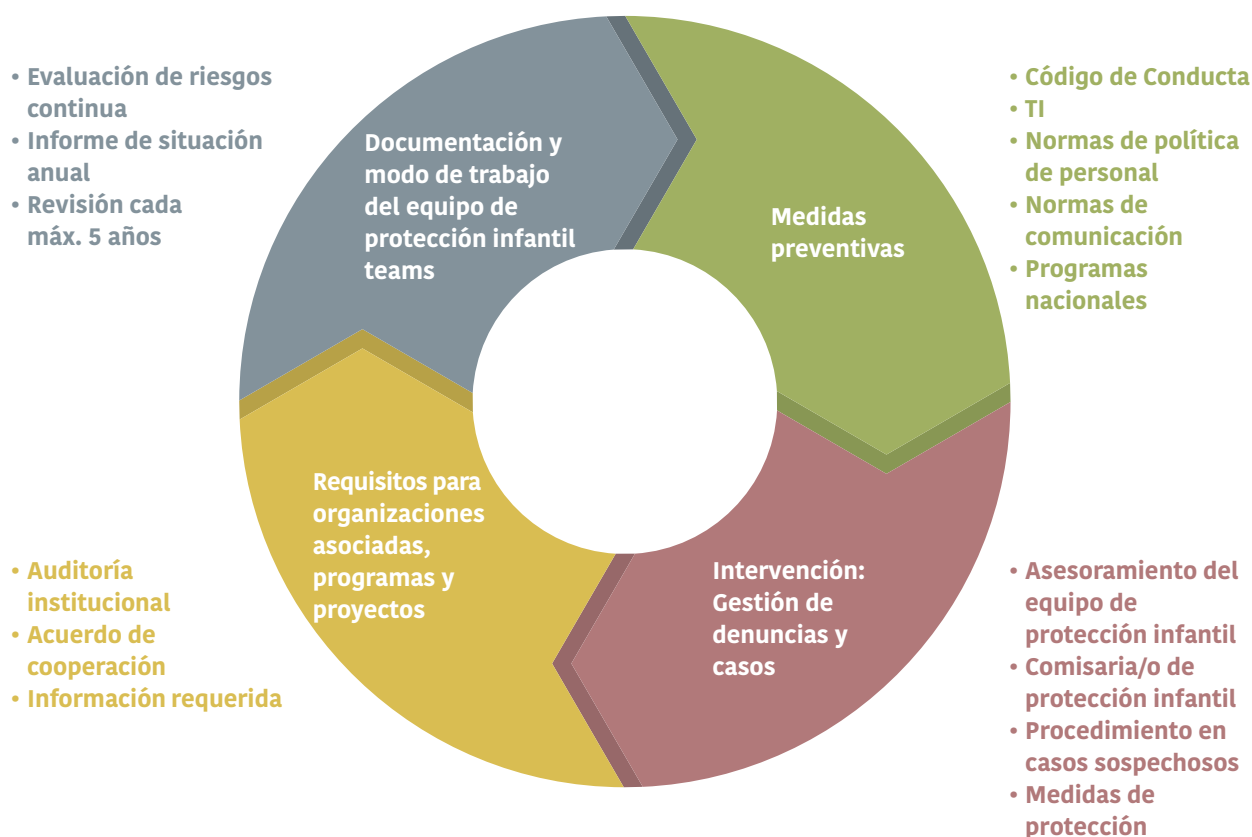 • Evaluación de riesgos
continua
• Informe de situación
anual
• Revisión cada
máx. 5 años
Documentación y
modo de trabajo
del equipo de
protección infantil
teams
Medidas
preventivas
• Código de Conducta
• TI
• Normas de política
de personal
• Normas de
comunicación
• Programas
nacionales
Requisitos para
organizaciones
asociadas,
programas y
proyectos
• Auditoría
institucional
• Acuerdo de
cooperación
• Información requerida
Intervención:
Gestión de
denuncias y
casos
• Asesoramiento del
equipo de
protección infantil
• Comisaria/o de
protección infantil
• Procedimiento en
casos sospechosos
• Medidas de
protección